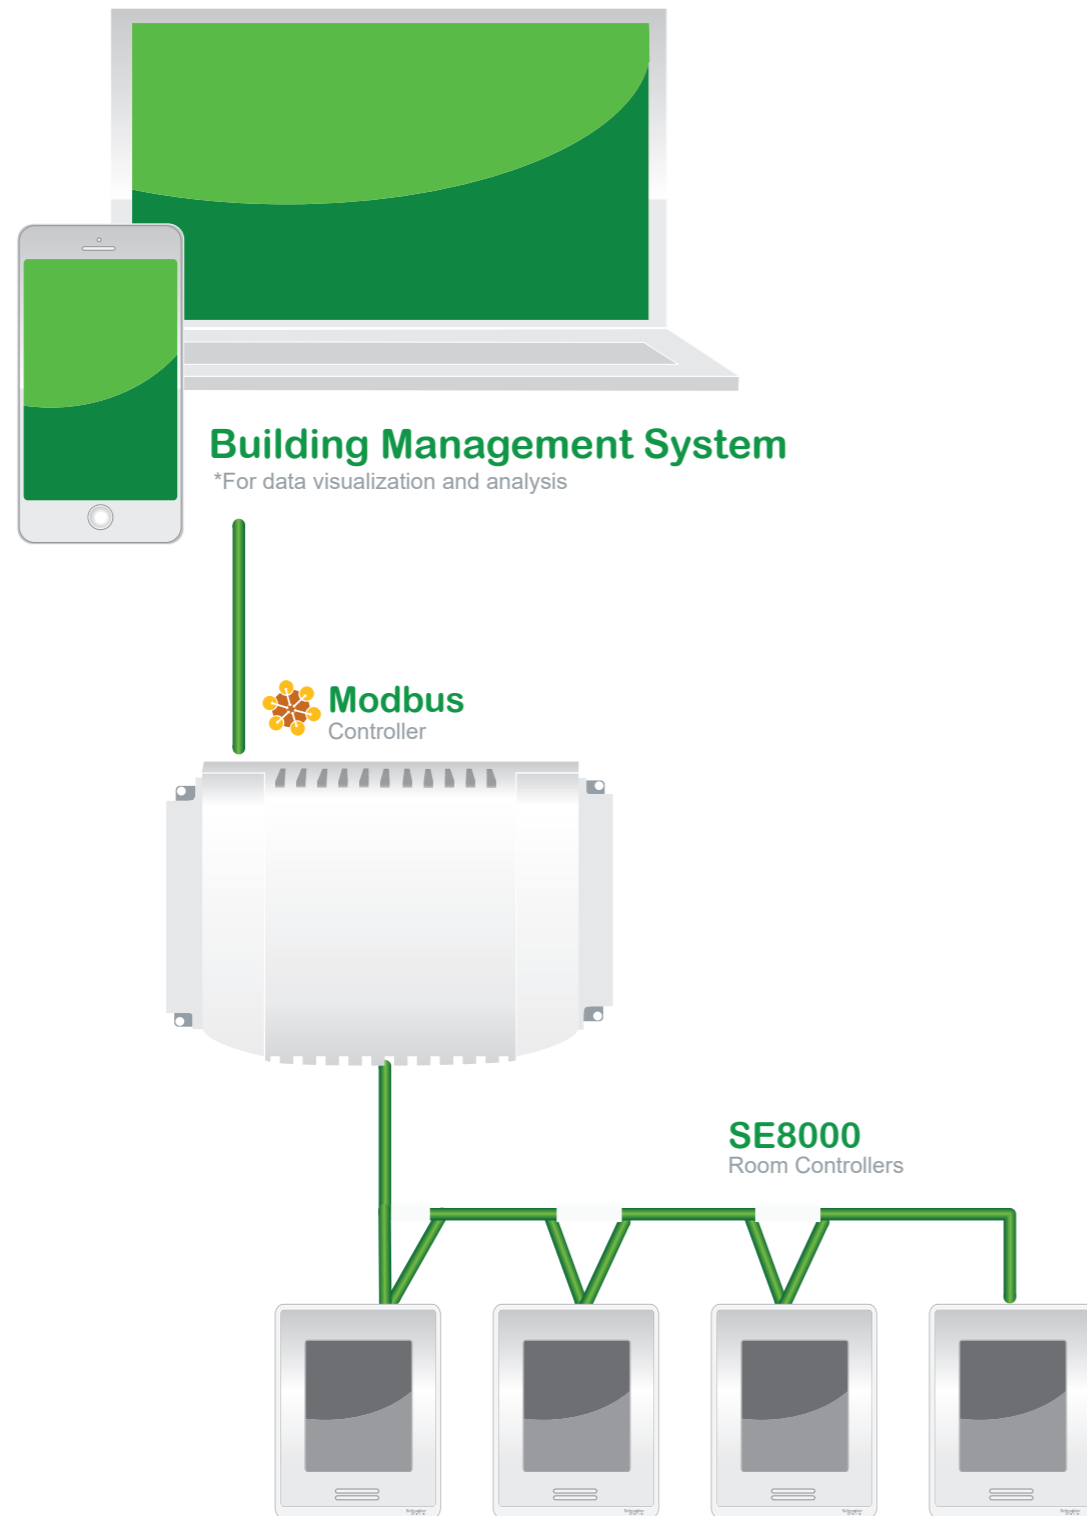 Building Management System
*For data visualization and analysis
Modbus
Controller
SE8000
Room Controllers